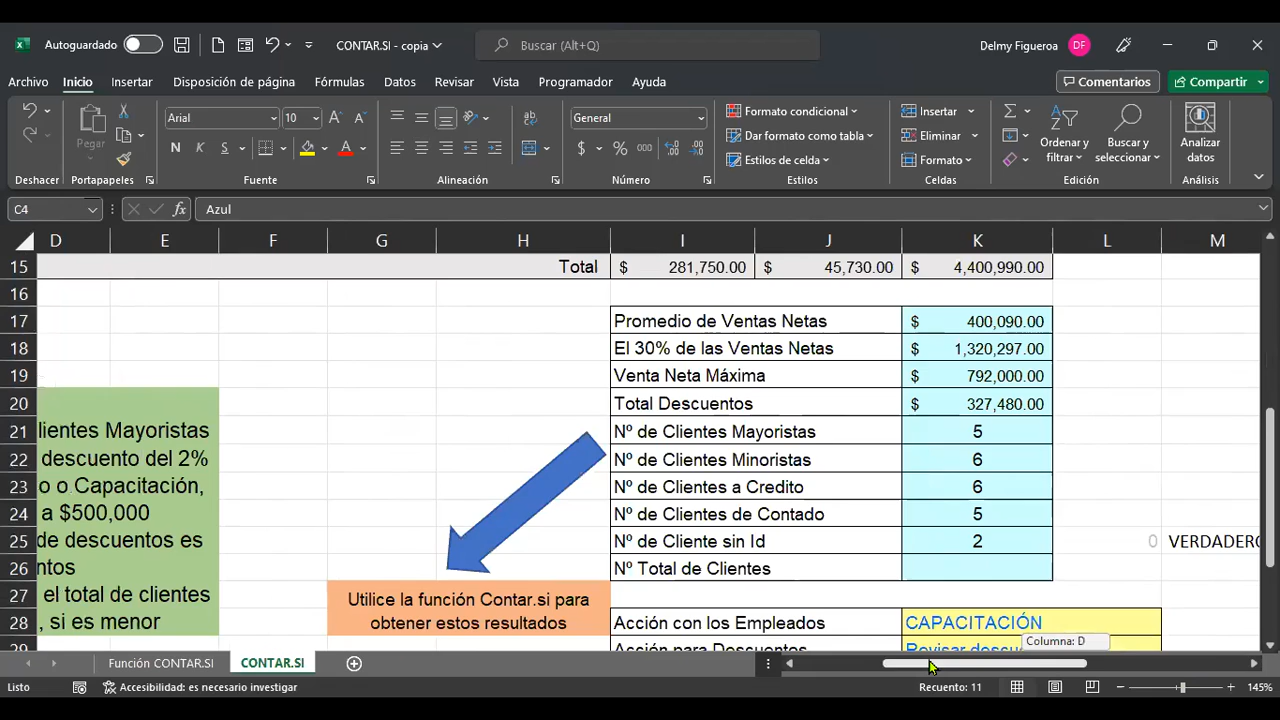 Autoguardado
CONTAR.SI - copia
Buscar (Alt+Q)
Delmy Figueroa
DF
Archivo Inicio Insertar Disposición de página Fórmulas Datos Revisar Vista Programador Ayuda
Comentarios
Compartir
Pegar
Arial
10
N K S
General
$ % 000
Formato condicional
Dar formato como tabla
Estilos de celda
Insertar
Eliminar
Formato
Ordenar y filtrar
Buscar y seleccionar
Analizar datos
Deshacer Portapapeles Fuente Alineación Número Estilos Celdas Edición Análisis
C4
fx Azul
D E F G H I J K L M
15 Total $ 281,750.00 $ 45,730.00 $ 4,400,990.00
16
17 Promedio de Ventas Netas $ 400,090.00
18 El 30% de las Ventas Netas $ 1,320,297.00
19 Venta Neta Máxima $ 792,000.00
20 Total Descuentos $ 327,480.00
21 lientes Mayoristas Nº de Clientes Mayoristas 5
22 descuento del 2% Nº de Clientes Minoristas 6
23 o o Capacitación, Nº de Clientes a Credito 6
24 a $500,000 Nº de Clientes de Contado 5
25 de descuentos es Nº de Cliente sin Id 2 0 VERDADERO
26 ntos Nº Total de Clientes
27 el total de clientes Utilice la función Contar.si para
28 , si es menor obtener estos resultados Acción con los Empleados CAPACITACIÓN
Columna: D
29 Acción para Descuentos
Función CONTAR.SI CONTAR.SI
Listo Accesibilidad: es necesario investigar Recuento: 11 145%